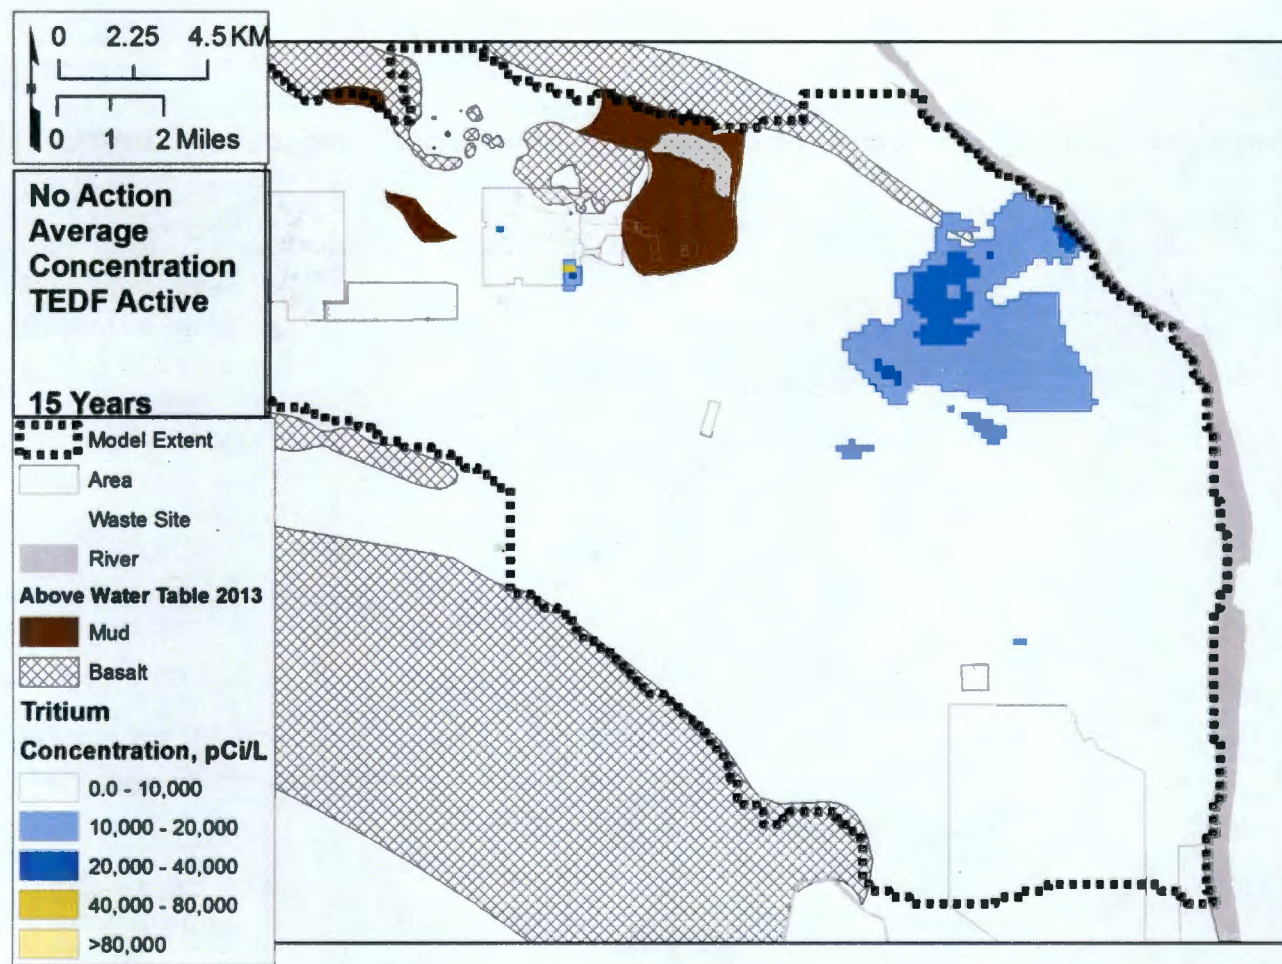 0 2.25 4.5 KM
0 1 2 Miles
No Action
Average
Concentration
TEDF Active
15 Years
Model Extent
Area
Waste Site
River
Above Water Table 2013
Mud
Basalt
Tritium
Concentration, pCi/L
0.0 - 10,000
10,000 - 20,000
20,000 - 40,000
40,000 - 80,000
>80,000